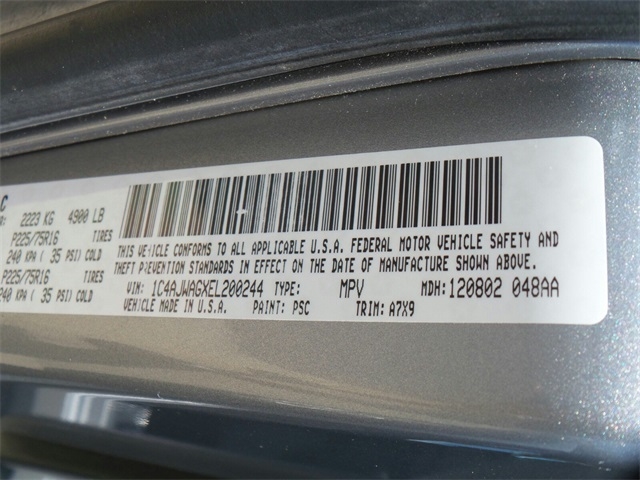 C
R: 2223 KG 4900 LB
P225/75R16 TIRES
240 KPA ( 35 PSI) COLD
P225/75R16 TIRES
240 KPA ( 35 PSI) COLD
THIS VEHICLE CONFORMS TO ALL APPLICABLE U.S.A. FEDERAL MOTOR VEHICLE SAFETY AND
THEFT PREVENTION STANDARDS IN EFFECT ON THE DATE OF MANUFACTURE SHOWN ABOVE.
VIN: 1C4AJWAGXEL200244 TYPE: MPV MDH: 120802 048AA
VEHICLE MADE IN U.S.A. PAINT: PSC TRIM: A7X9